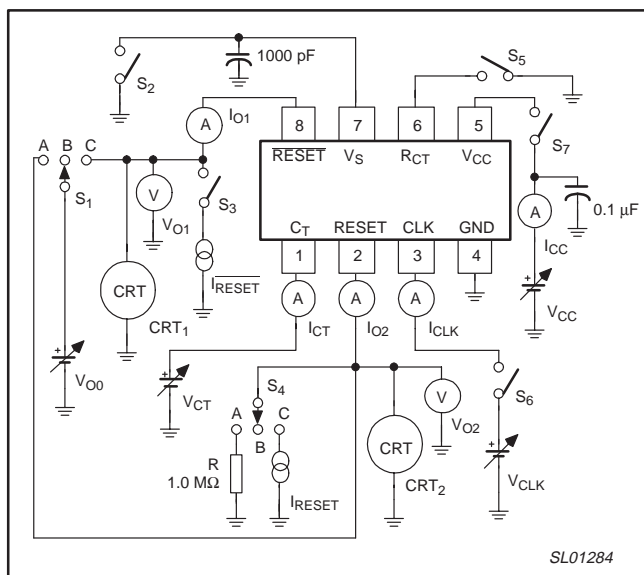 1000 pF
S2
S5
A
IO1
8
7
6
5
RESET
VS
RCT
VCC
S7
A B C
S1
V
VO1
S3
CT
RESET
CLK
GND
1
2
3
4
A
ICC
0.1 µF
CRT
CRT1
IRESET
A
ICT
A
IO2
A
ICLK
VCC
VO0
VCT
S4
A
B
C
V
VO2
S6
R
1.0 MΩ
IRESET
CRT
CRT2
VCLK
SL01284